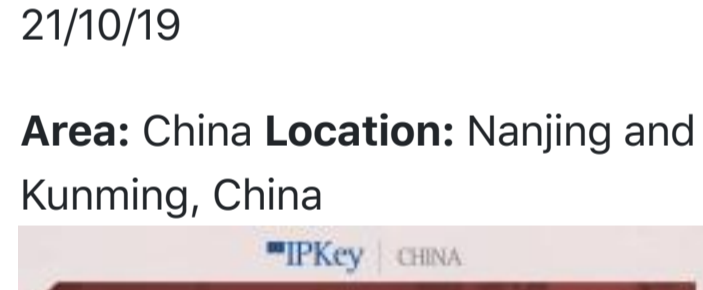 21/10/19
Area: China Location: Nanjing and
Kunming, China
IPKey | CHINA